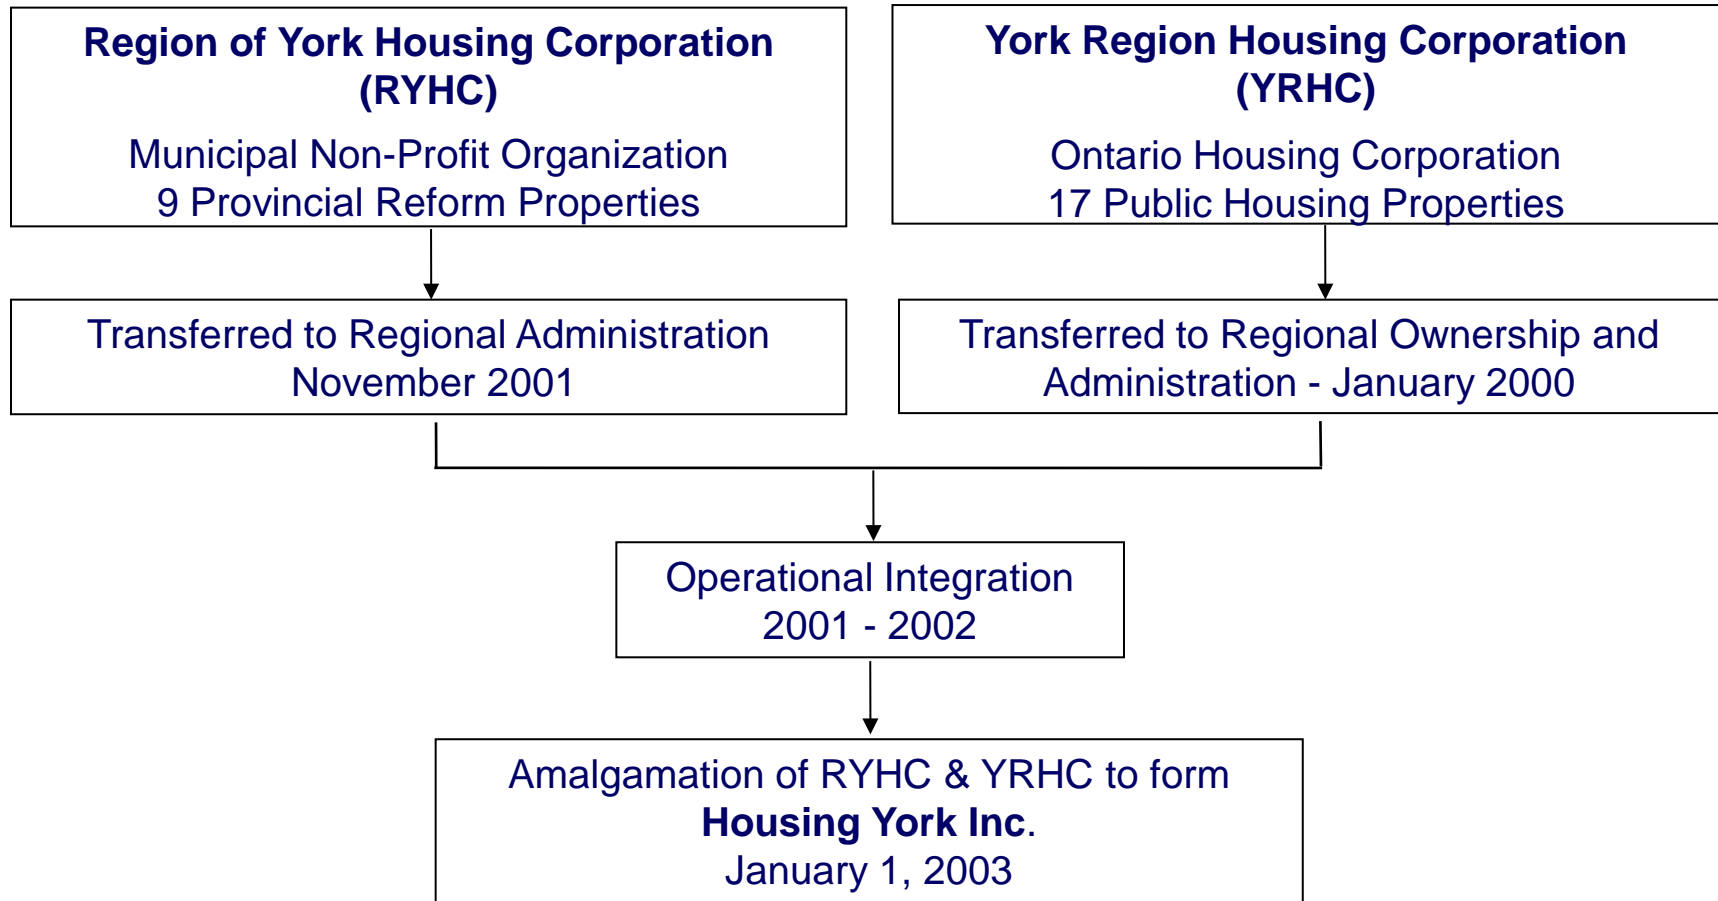 Region of York Housing Corporation
(RYHC)
Municipal Non-Profit Organization
9 Provincial Reform Properties
York Region Housing Corporation
(YRHC)
Ontario Housing Corporation
17 Public Housing Properties
Transferred to Regional Administration
November 2001
Transferred to Regional Ownership and
Administration - January 2000
Operational Integration
2001 - 2002
Amalgamation of RYHC & YRHC to form
Housing York Inc.
January 1, 2003